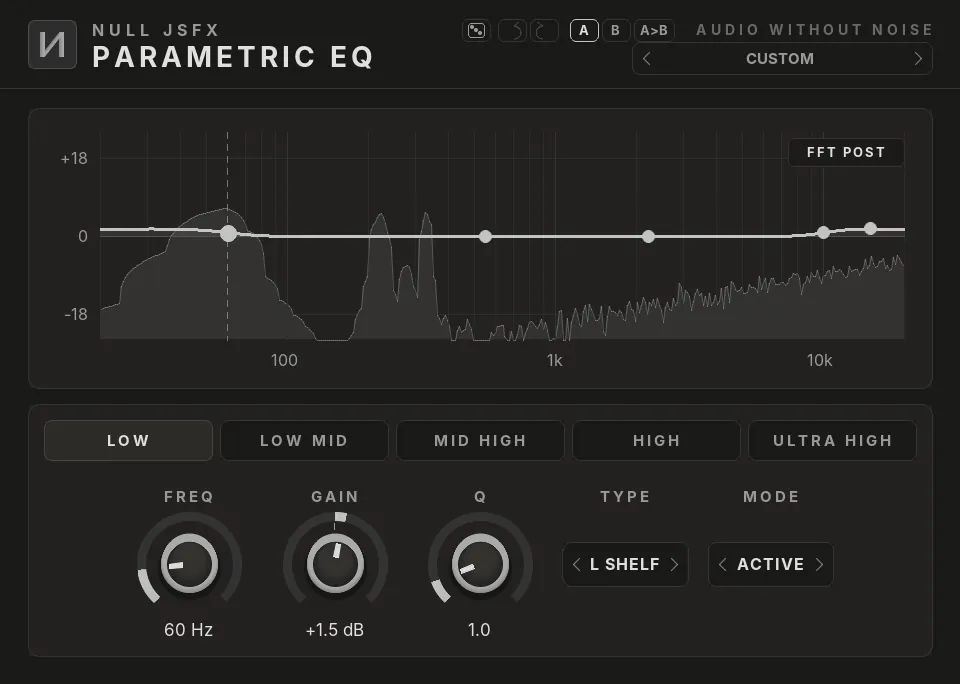 NULL JSFX
PARAMETRIC EQ
A B A>B AUDIO WITHOUT NOISE
CUSTOM
+18
FFT POST
0
-18
100 1k 10k
LOW LOW MID MID HIGH HIGH ULTRA HIGH
FREQ GAIN Q TYPE MODE
L SHELF ACTIVE
60 Hz +1.5 dB 1.0